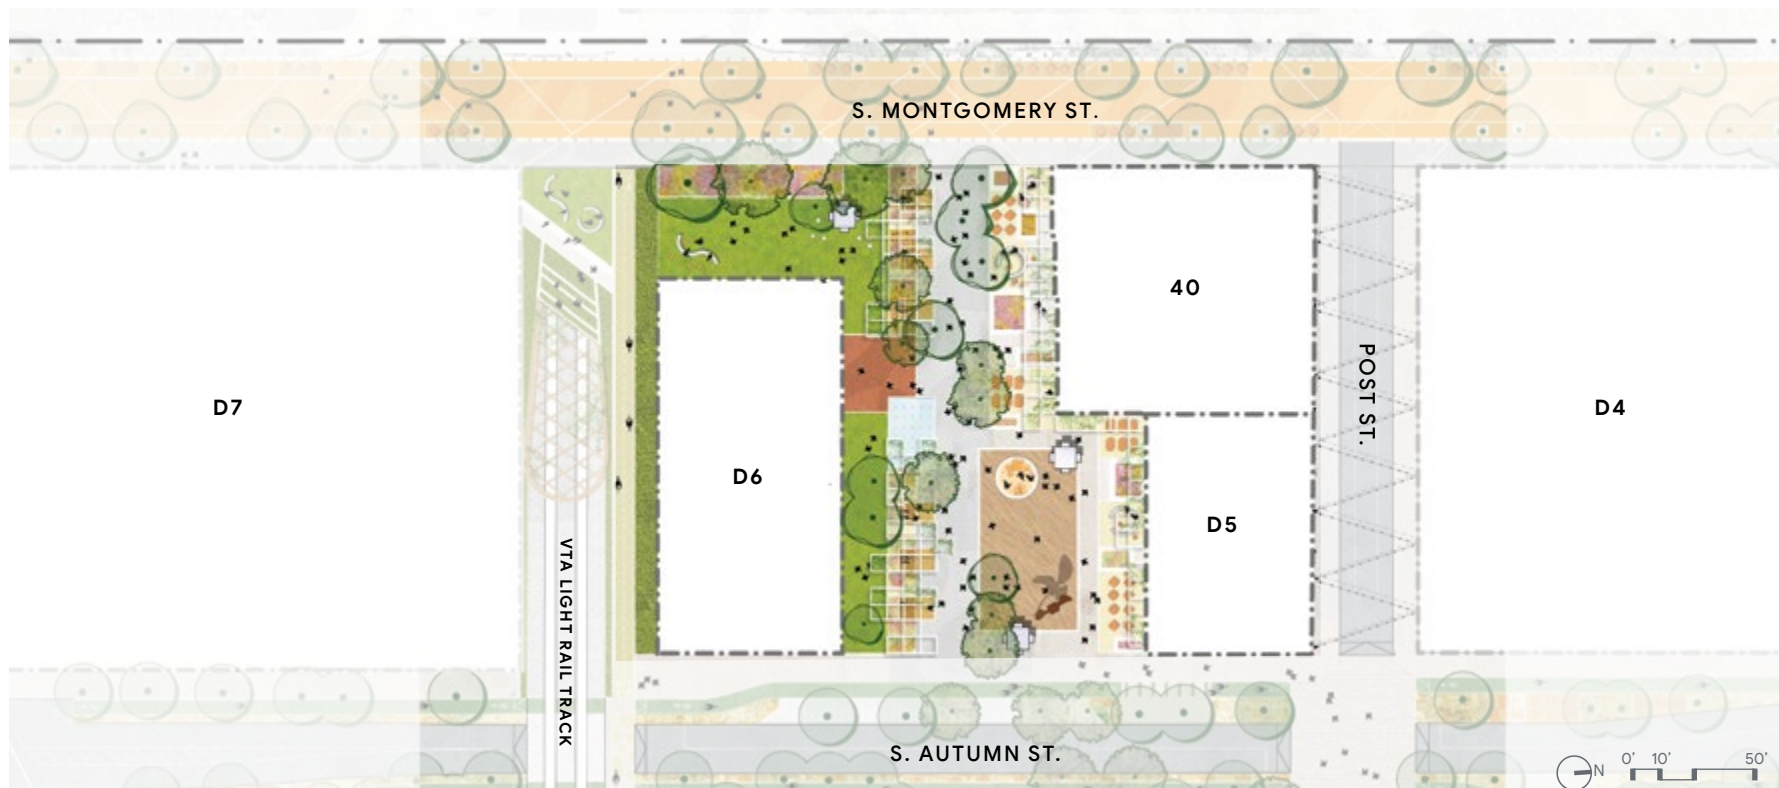 S. MONTGOMERY ST.
40
POST ST.
D7
D4
D6
D5
VTA LIGHT RAIL TRACK
S. AUTUMN ST.
N
0' 10' 50'